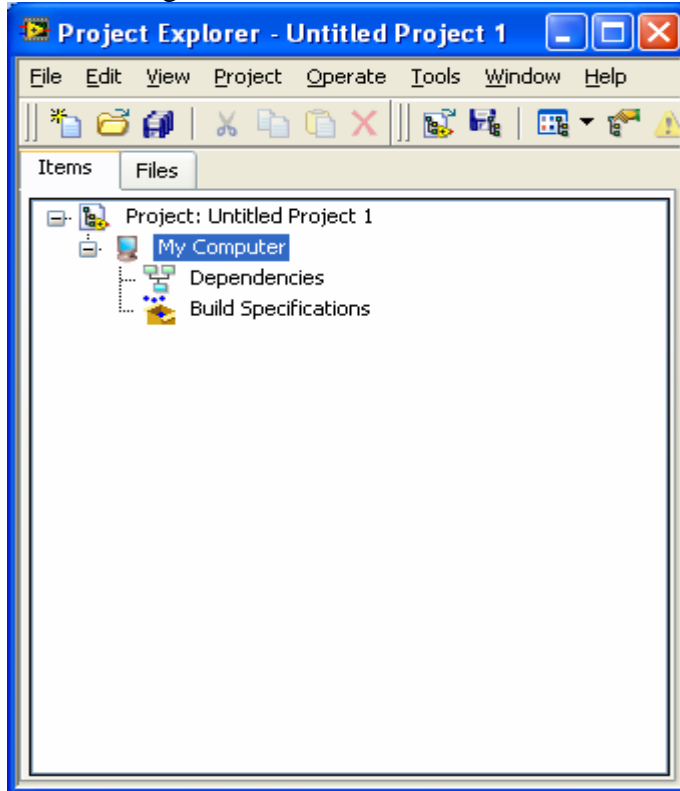 Project Explorer - Untitled Project 1
File Edit View Project Operate Tools Window Help
Items Files
Project: Untitled Project 1
My Computer
Dependencies
Build Specifications